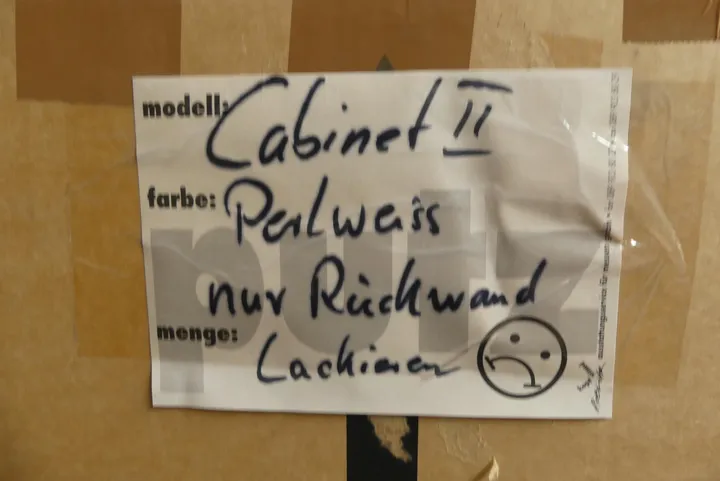 modell: Cabinet II
farbe: Perlweiss
nur Rückwand
menge: Lackieren
putz